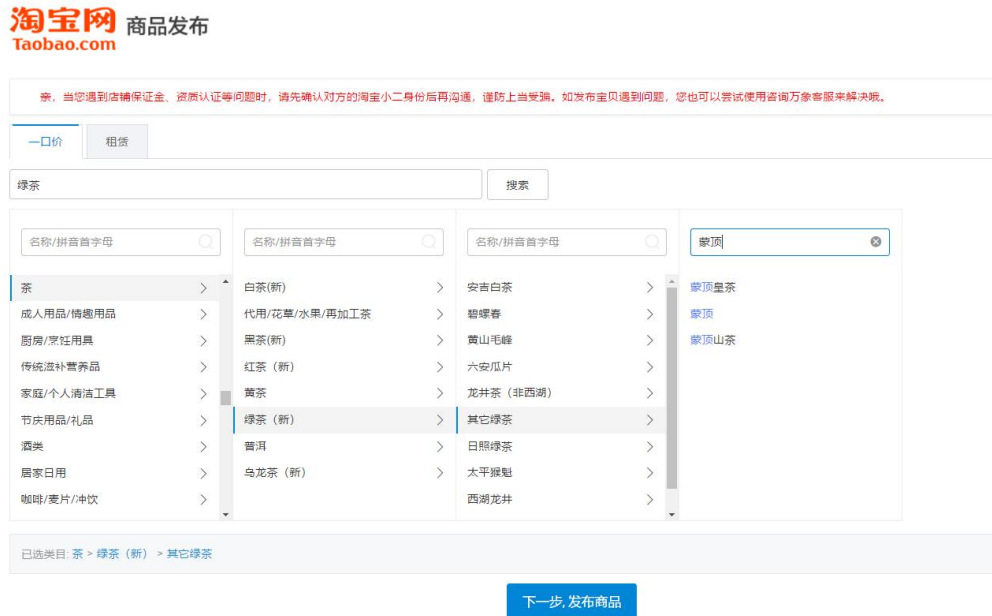 淘宝网 商品发布
Taobao.com
亲，当您遇到店铺保证金、资质认证等问题时，请先确认对方的淘宝小二身份后再沟通，谨防上当受骗。如发布宝贝遇到问题，您也可以尝试使用咨询万象客服来解决哦。
一口价 租赁
绿茶 搜索
名称/拼音首字母 名称/拼音首字母 名称/拼音首字母 蒙顶
茶 白茶(新) 安吉白茶 蒙顶皇茶
成人用品/情趣用品 代用/花草/水果/再加工茶 碧螺春 蒙顶
厨房/烹饪用具 黑茶(新) 黄山毛峰 蒙顶山茶
传统滋补营养品 红茶（新） 六安瓜片
家庭/个人清洁工具 黄茶 龙井茶（非西湖）
节庆用品/礼品 绿茶（新） 其它绿茶
酒类 普洱 日照绿茶
居家日用 乌龙茶（新） 太平猴魁
咖啡/麦片/冲饮 西湖龙井
已选类目: 茶 > 绿茶（新） > 其它绿茶
下一步, 发布商品